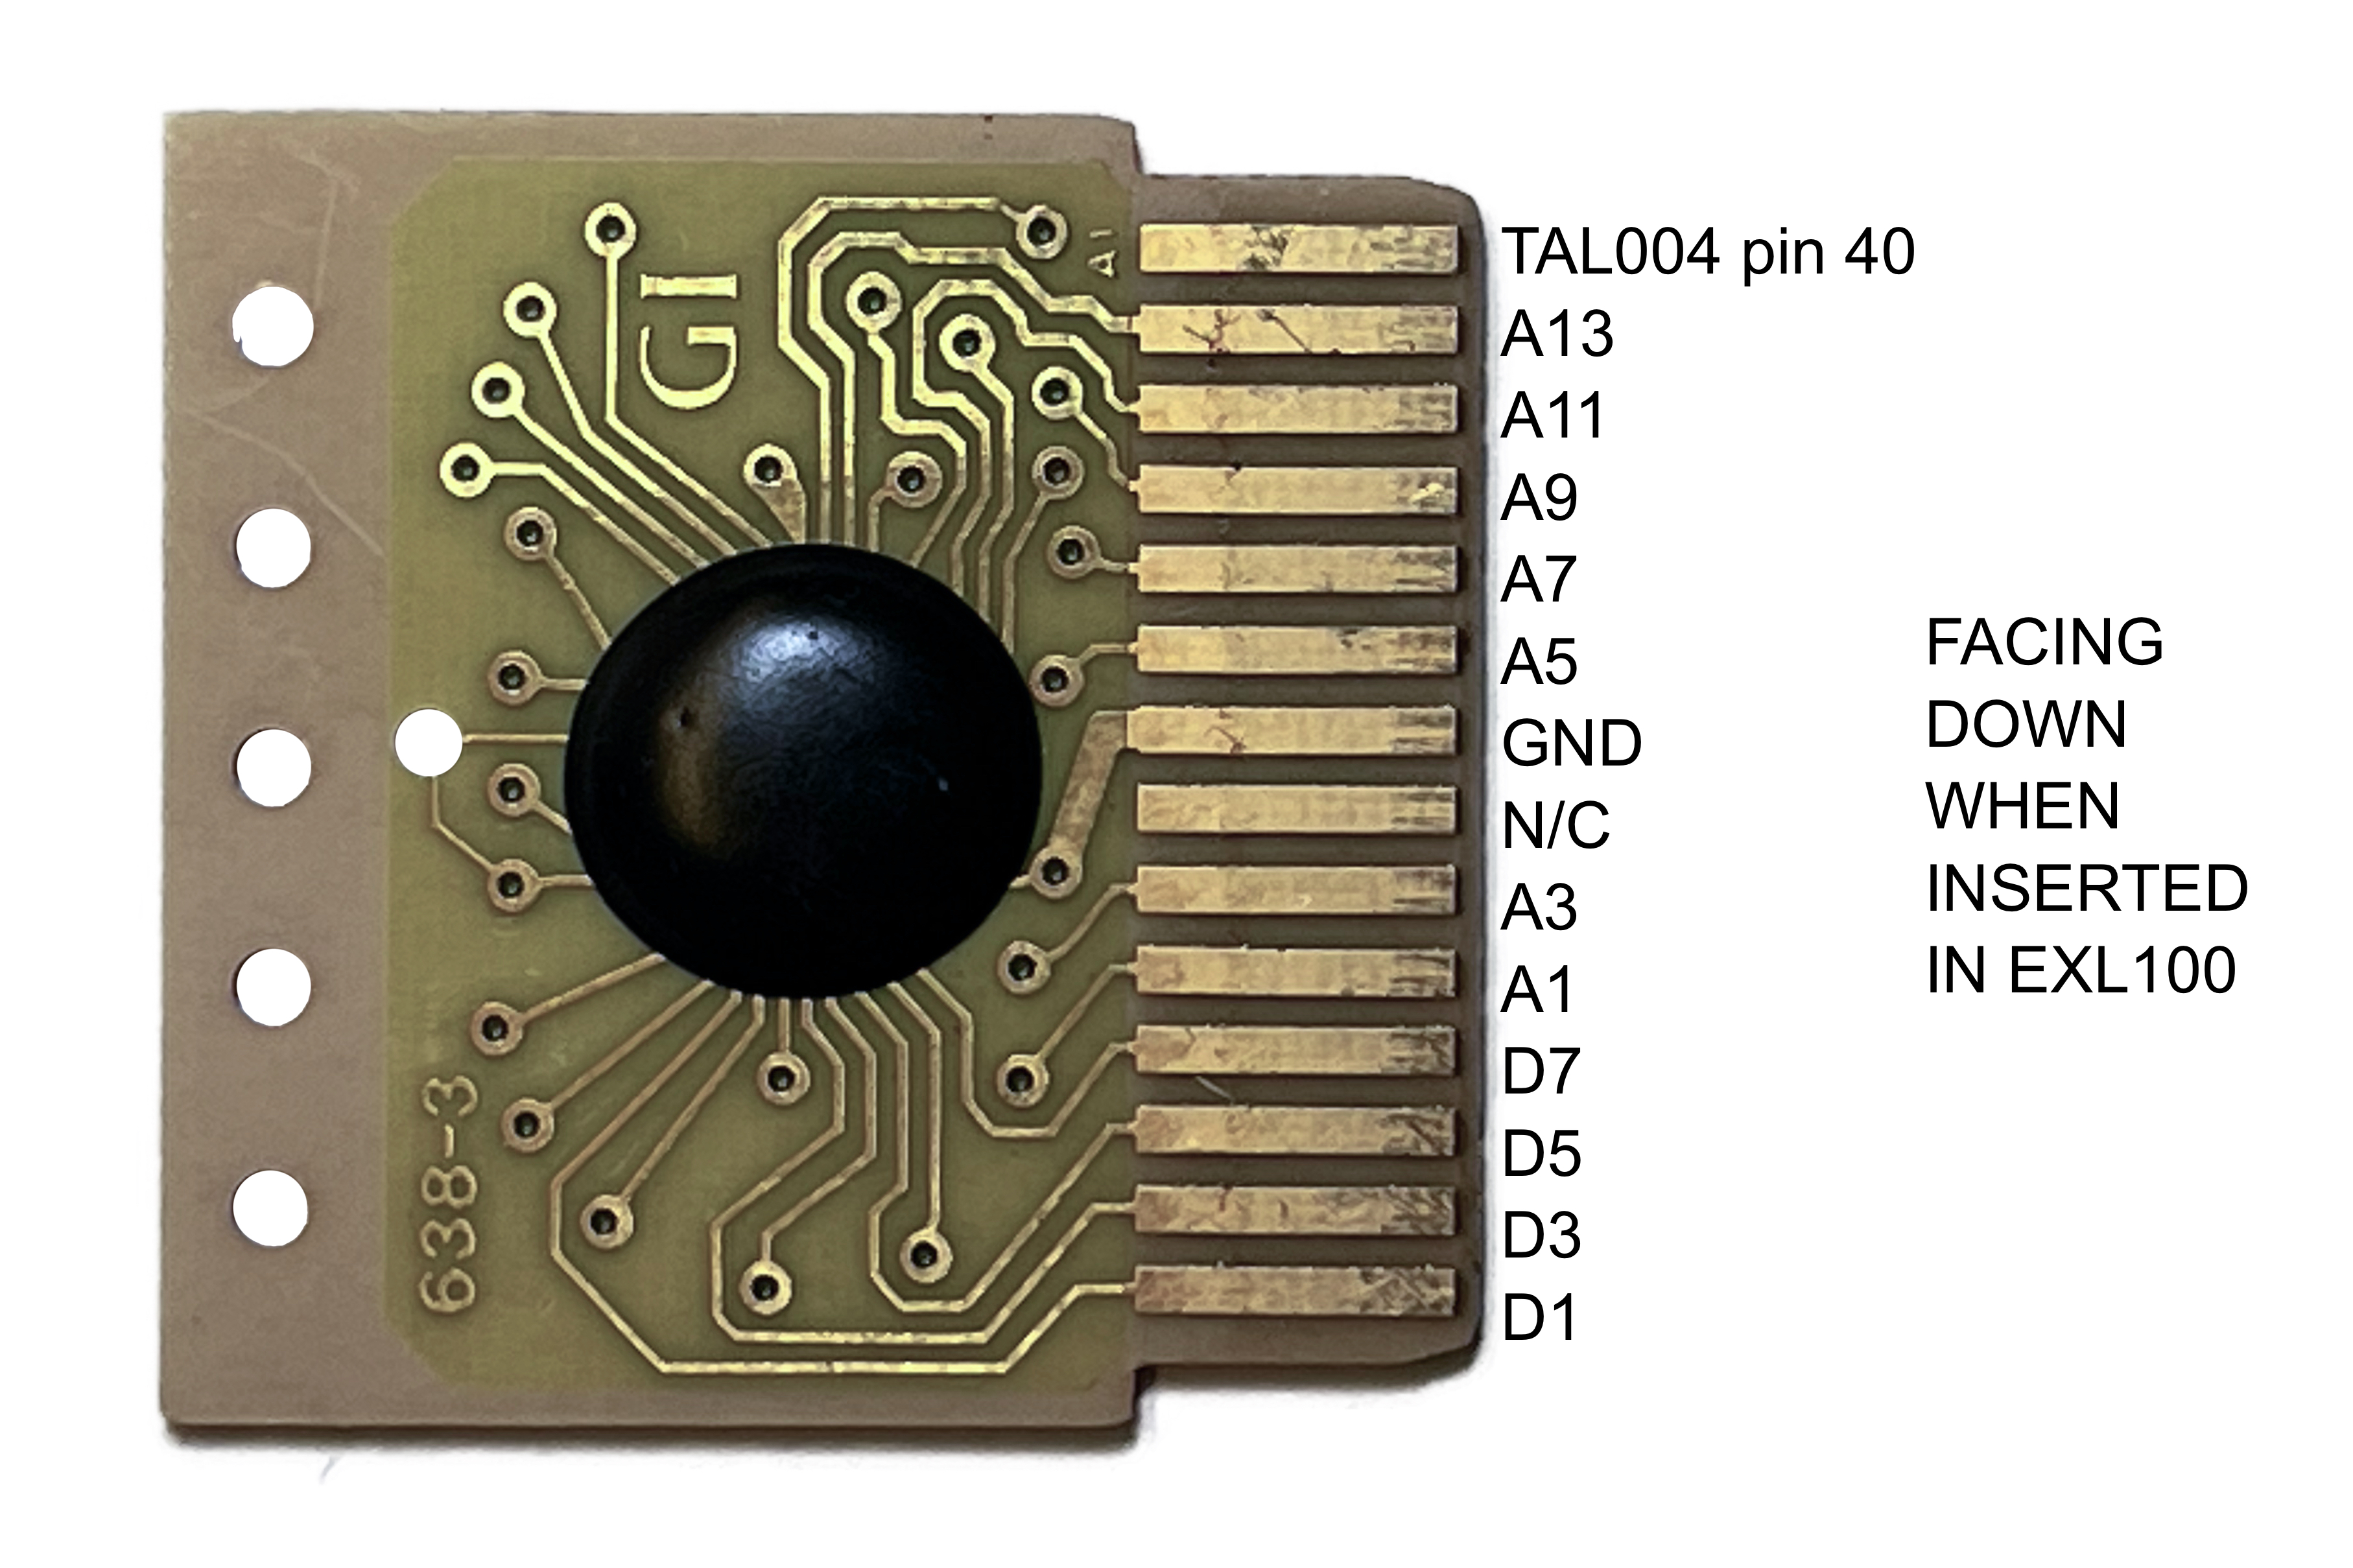 GI
A1
638-3
TAL004 pin 40
A13
A11
A9
A7
A5
GND
N/C
A3
A1
D7
D5
D3
D1
FACING
DOWN
WHEN
INSERTED
IN EXL100